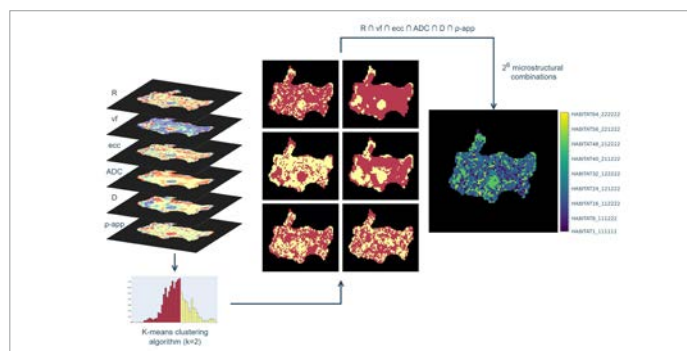 R ∩ vf ∩ ecc ∩ ADC ∩ D ∩ ρ-app
2⁶ microstructural
combinations
R
vf
ecc
ADC
D
ρ-app
HABITAT64_222222
HABITAT56_221222
HABITAT48_212222
HABITAT40_211222
HABITAT32_122222
HABITAT24_121222
HABITAT16_112222
HABITAT8_111222
HABITAT1_111111
K-means clustering
algorithm (k=2)